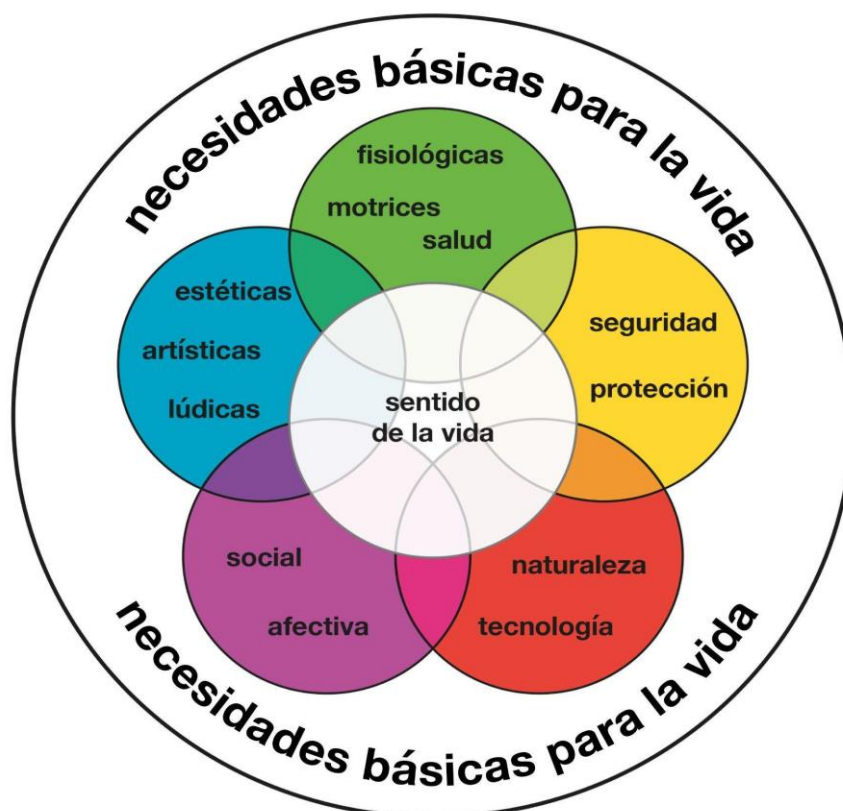 necesidades básicas para la vida
fisiológicas
motrices
salud
estéticas
artísticas
lúdicas
seguridad
protección
sentido
de la vida
social
afectiva
naturaleza
tecnología
necesidades básicas para la vida